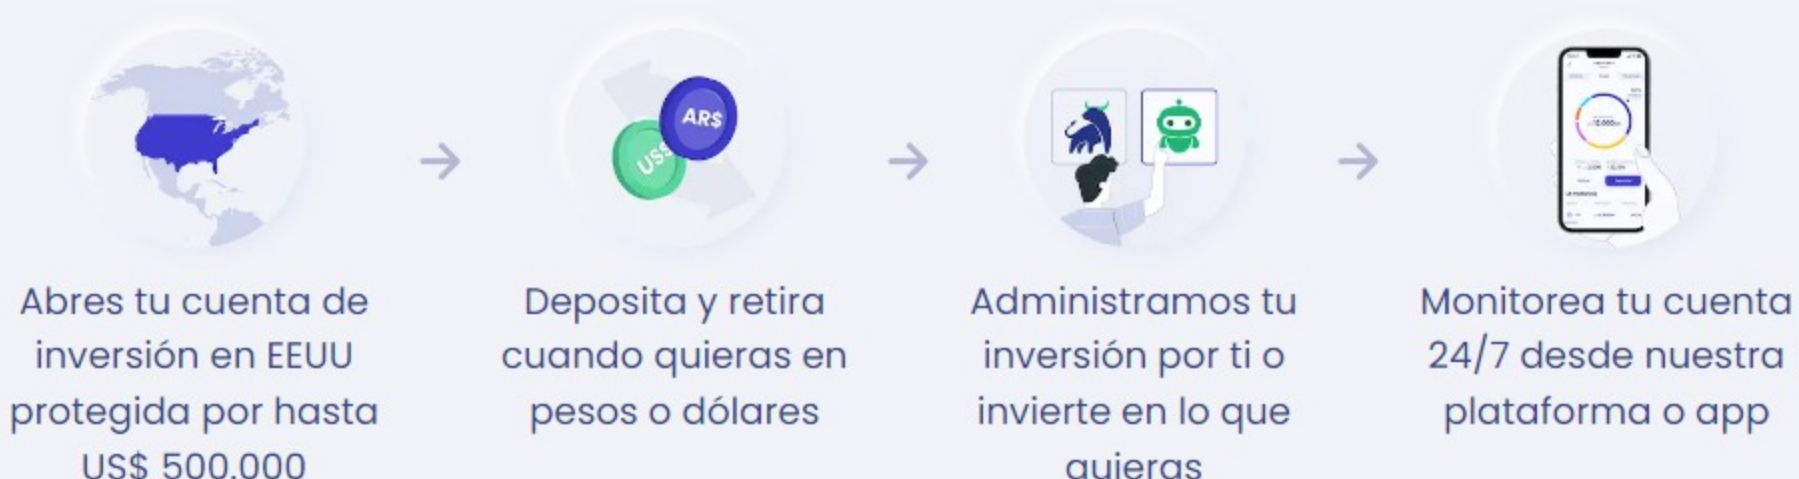 US$
AR$
Abres tu cuenta de
inversión en EEUU
protegida por hasta
US$ 500.000
Deposita y retira
cuando quieras en
pesos o dólares
Administramos tu
inversión por ti o
invierte en lo que
quieras
Monitorea tu cuenta
24/7 desde nuestra
plataforma o app